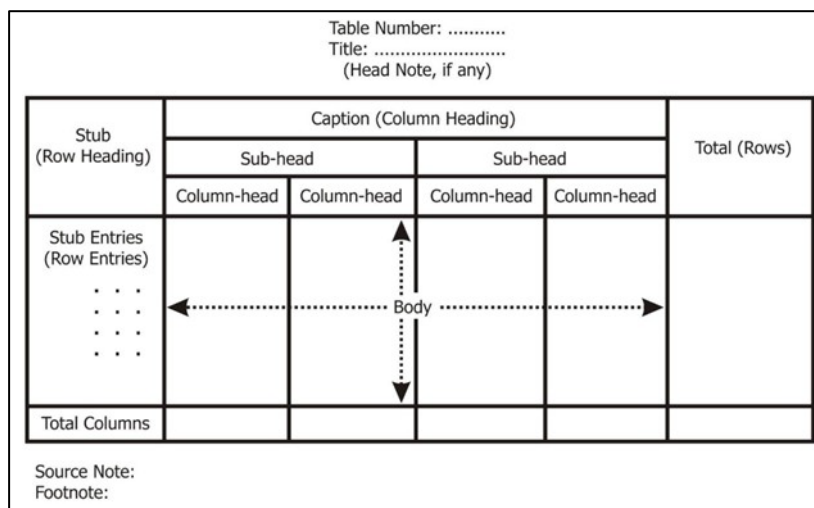 Table Number: ...........
Title: .........................
(Head Note, if any)
Stub
(Row Heading)
Caption (Column Heading)
Total (Rows)
Sub-head
Sub-head
Column-head
Column-head
Column-head
Column-head
Stub Entries
(Row Entries)
. . .
. . .
. . .
. . .
Body
Total Columns
Source Note:
Footnote: